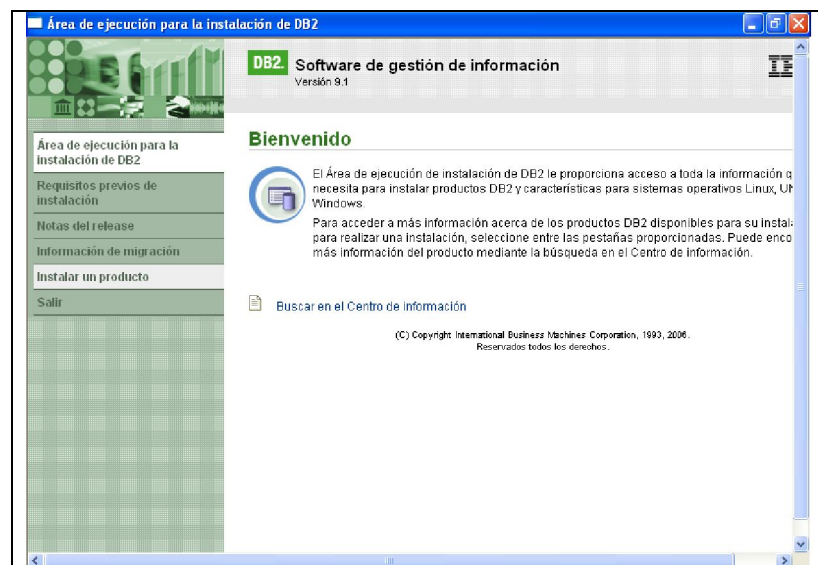 Área de ejecución para la instalación de DB2
DB2. Software de gestión de información
Versión 9.1
Área de ejecución para la
instalación de DB2
Requisitos previos de
instalación
Notas del release
Información de migración
Instalar un producto
Salir
Bienvenido
El Área de ejecución de instalación de DB2 le proporciona acceso a toda la información
necesita para instalar productos DB2 y características para sistemas operativos Linux,
Windows.
Para acceder a más información acerca de los productos DB2 disponibles para su
para realizar una instalación, seleccione entre las pestañas proporcionadas. Puede
más información del producto mediante la búsqueda en el Centro de información.
Buscar en el Centro de información
(C) Copyright International Business Machines Corporation, 1993, 2006.
Reservados todos los derechos.